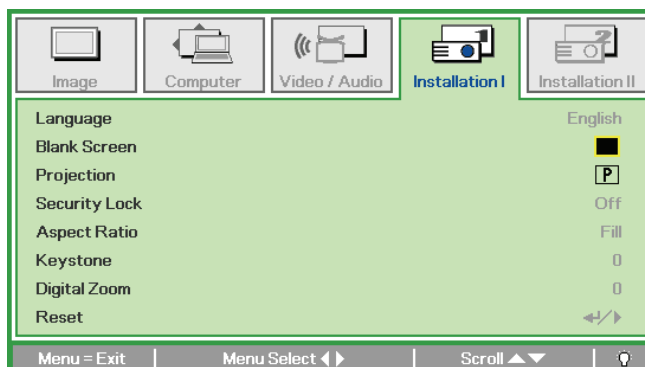 Image Computer Video / Audio Installation I Installation II
Language English
Blank Screen
Projection P
Security Lock Off
Aspect Ratio Fill
Keystone 0
Digital Zoom 0
Reset ↵/▶
Menu = Exit Menu Select ◀▶ Scroll ▲▼